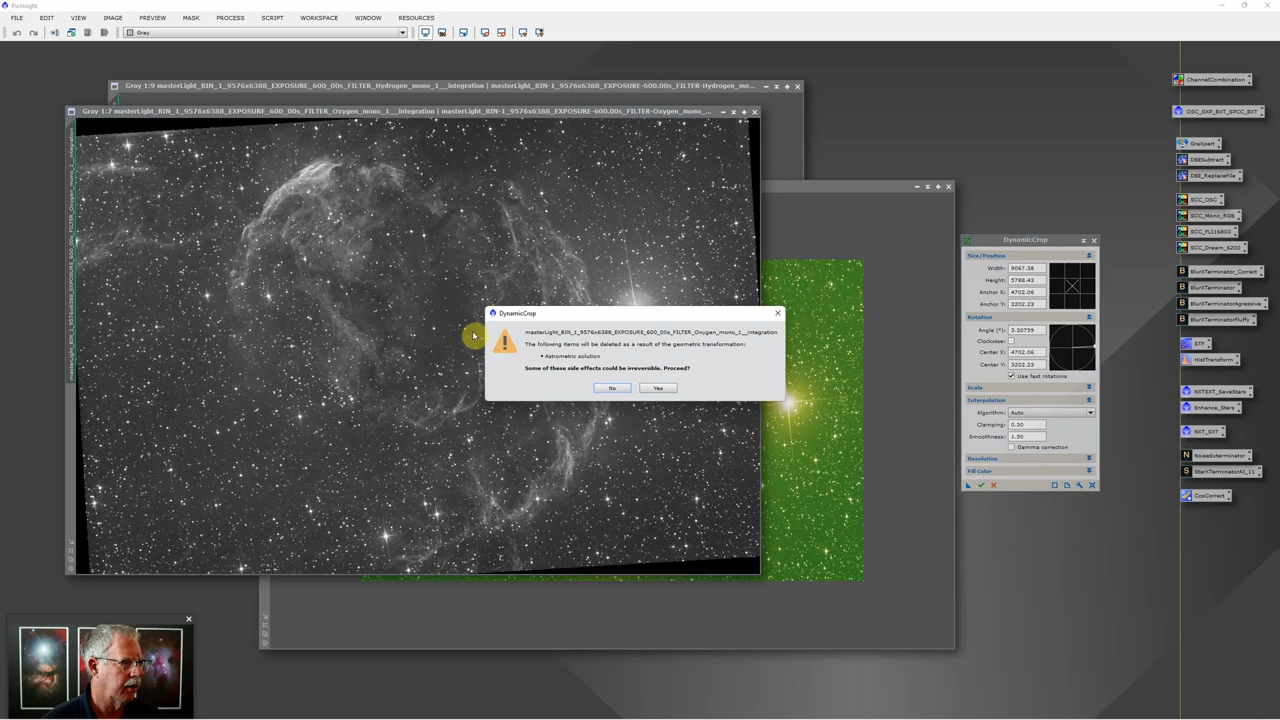 PixInsight
FILE EDIT VIEW IMAGE PREVIEW MASK PROCESS SCRIPT WORKSPACE WINDOW RESOURCES
Gray
Gray 1:9 masterLight_BIN_1_9576x6388_EXPOSURE_600_00s_FILTER_Hydrogen_mono_1__integration | masterLight_BIN-1_9576x6388_EXPOSURE-600.00s_FILTER-Hydrogen_mo...
Gray 1:7 masterLight_BIN_1_9576x6388_EXPOSURE_600_00s_FILTER_Oxygen_mono_1__integration | masterLight_BIN-1_9576x6388_EXPOSURE-600.00s_FILTER-Oxygen_mono_...
masterLight_BIN_1_9576x6388_EXPOSURE_600_00s_FILTER_Oxygen_mono_1__integration
DynamicCrop
masterLight_BIN_1_9576x6388_EXPOSURE_600_00s_FILTER_Oxygen_mono_1__integration
The following items will be deleted as a result of the geometric transformation:
• Astrometric solution
Some of these side effects could be irreversible. Proceed?
No Yes
DynamicCrop
Size/Position
Width: 9067.38
Height: 5788.43
Anchor X: 4702.06
Anchor Y: 3202.23
Rotation
Angle (°): 3.30759
Clockwise:
Center X: 4702.06
Center Y: 3202.23
Use fast rotations
Scale
Interpolation
Algorithm: Auto
Clamping: 0.30
Smoothness: 1.50
Gamma correction
Resolution
Fill Color
ChannelCombination
OSC_GXP_BXT_SPCC_BXT
GraXpert
DBESubtract
DBE_ReplaceFile
SCC_OSC
SCC_Mono_RGB
SCC_FLI16803
SCC_Dream_6200
BlurXTerminator_Correct
BlurXTerminator
BlurXTerminatorAgressive
BlurXTerminatorFluffy
STF
HistTransform
NXTSXT_SaveStars
Enhance_Stars
NXT_SXT
NoiseExterminator
StarXTerminatorAI_11
CosCorrect